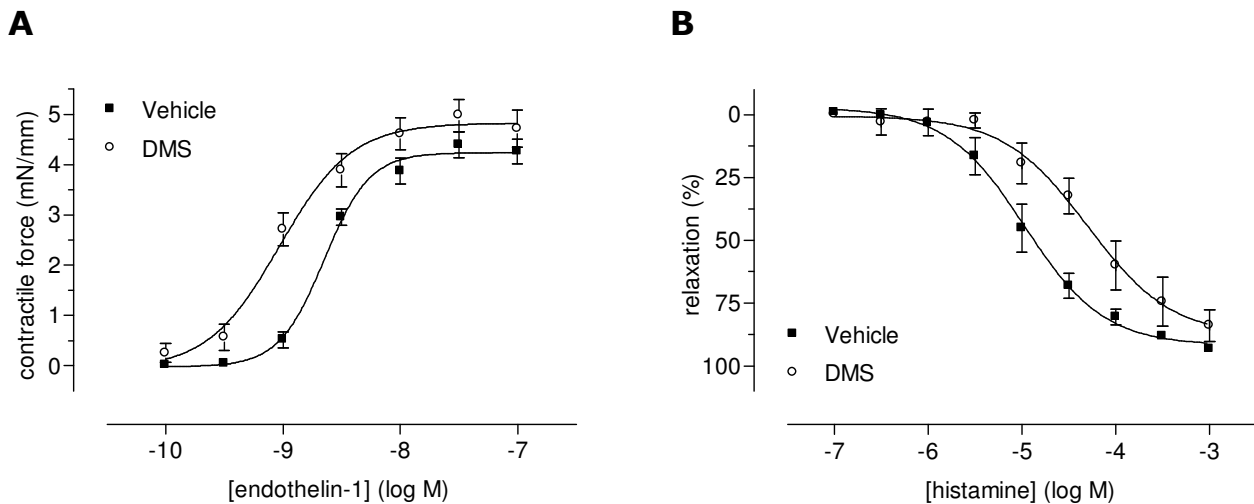 A
contractile force (mN/mm)
5
4
3
2
1
0
Vehicle
DMS
-10 -9 -8 -7
[endothelin-1] (log M)
B
relaxation (%)
0
25
50
75
100
Vehicle
DMS
-7 -6 -5 -4 -3
[histamine] (log M)